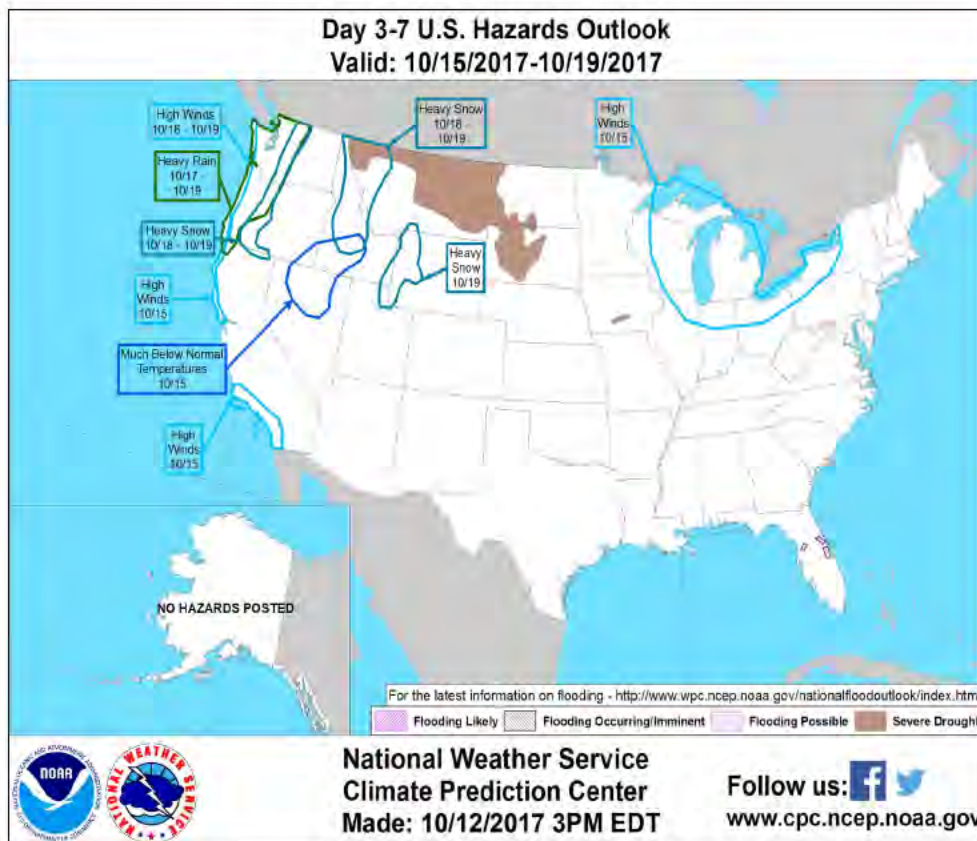 Day 3-7 U.S. Hazards Outlook
Valid: 10/15/2017-10/19/2017
High Winds
10/18 - 10/19
Heavy Rain
10/17 -
10/19
Heavy Snow
10/18 - 10/19
High
Winds
10/15
Much Below Normal
Temperatures
10/15
High
Winds
10/15
Heavy Snow
10/18 -
10/19
Heavy
Snow
10/19
High
Winds
10/15
NO HAZARDS POSTED
For the latest information on flooding - http://www.wpc.ncep.noaa.gov/nationalfloodoutlook/index.htm
Flooding Likely
Flooding Occurring/Imminent
Flooding Possible
Severe Drough
NOAA
NATIONAL WEATHER SERVICE
National Weather Service
Climate Prediction Center
Made: 10/12/2017 3PM EDT
Follow us:
www.cpc.ncep.noaa.gov